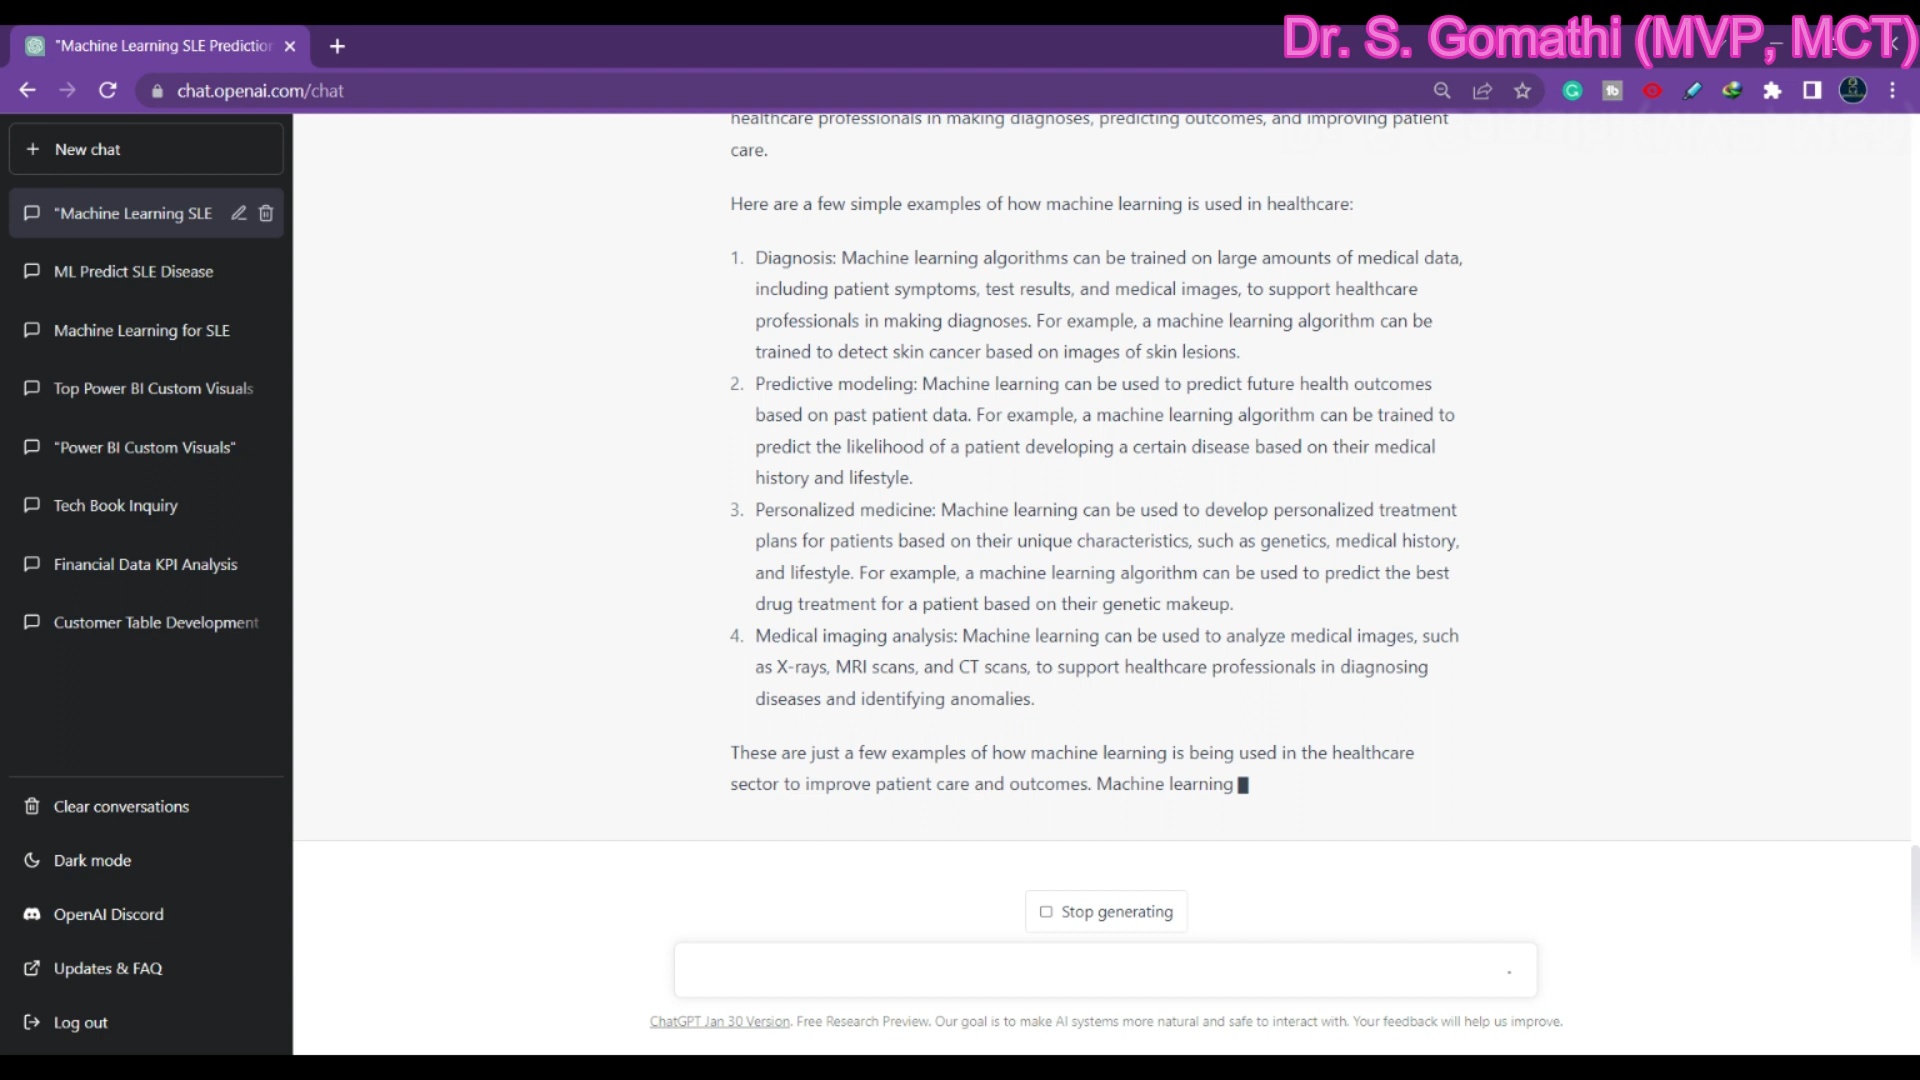 Dr. S. Gomathi (MVP, MCT)
"Machine Learning SLE Prediction
chat.openai.com/chat
New chat
"Machine Learning SLE
ML Predict SLE Disease
Machine Learning for SLE
Top Power BI Custom Visuals
"Power BI Custom Visuals"
Tech Book Inquiry
Financial Data KPI Analysis
Customer Table Development
Clear conversations
Dark mode
OpenAI Discord
Updates & FAQ
Log out
healthcare professionals in making diagnoses, predicting outcomes, and improving patient
care.
Here are a few simple examples of how machine learning is used in healthcare:
1. Diagnosis: Machine learning algorithms can be trained on large amounts of medical data,
including patient symptoms, test results, and medical images, to support healthcare
professionals in making diagnoses. For example, a machine learning algorithm can be
trained to detect skin cancer based on images of skin lesions.
2. Predictive modeling: Machine learning can be used to predict future health outcomes
based on past patient data. For example, a machine learning algorithm can be trained to
predict the likelihood of a patient developing a certain disease based on their medical
history and lifestyle.
3. Personalized medicine: Machine learning can be used to develop personalized treatment
plans for patients based on their unique characteristics, such as genetics, medical history,
and lifestyle. For example, a machine learning algorithm can be used to predict the best
drug treatment for a patient based on their genetic makeup.
4. Medical imaging analysis: Machine learning can be used to analyze medical images, such
as X-rays, MRI scans, and CT scans, to support healthcare professionals in diagnosing
diseases and identifying anomalies.
These are just a few examples of how machine learning is being used in the healthcare
sector to improve patient care and outcomes. Machine learning
Stop generating
ChatGPT Jan 30 Version. Free Research Preview. Our goal is to make AI systems more natural and safe to interact with. Your feedback will help us improve.